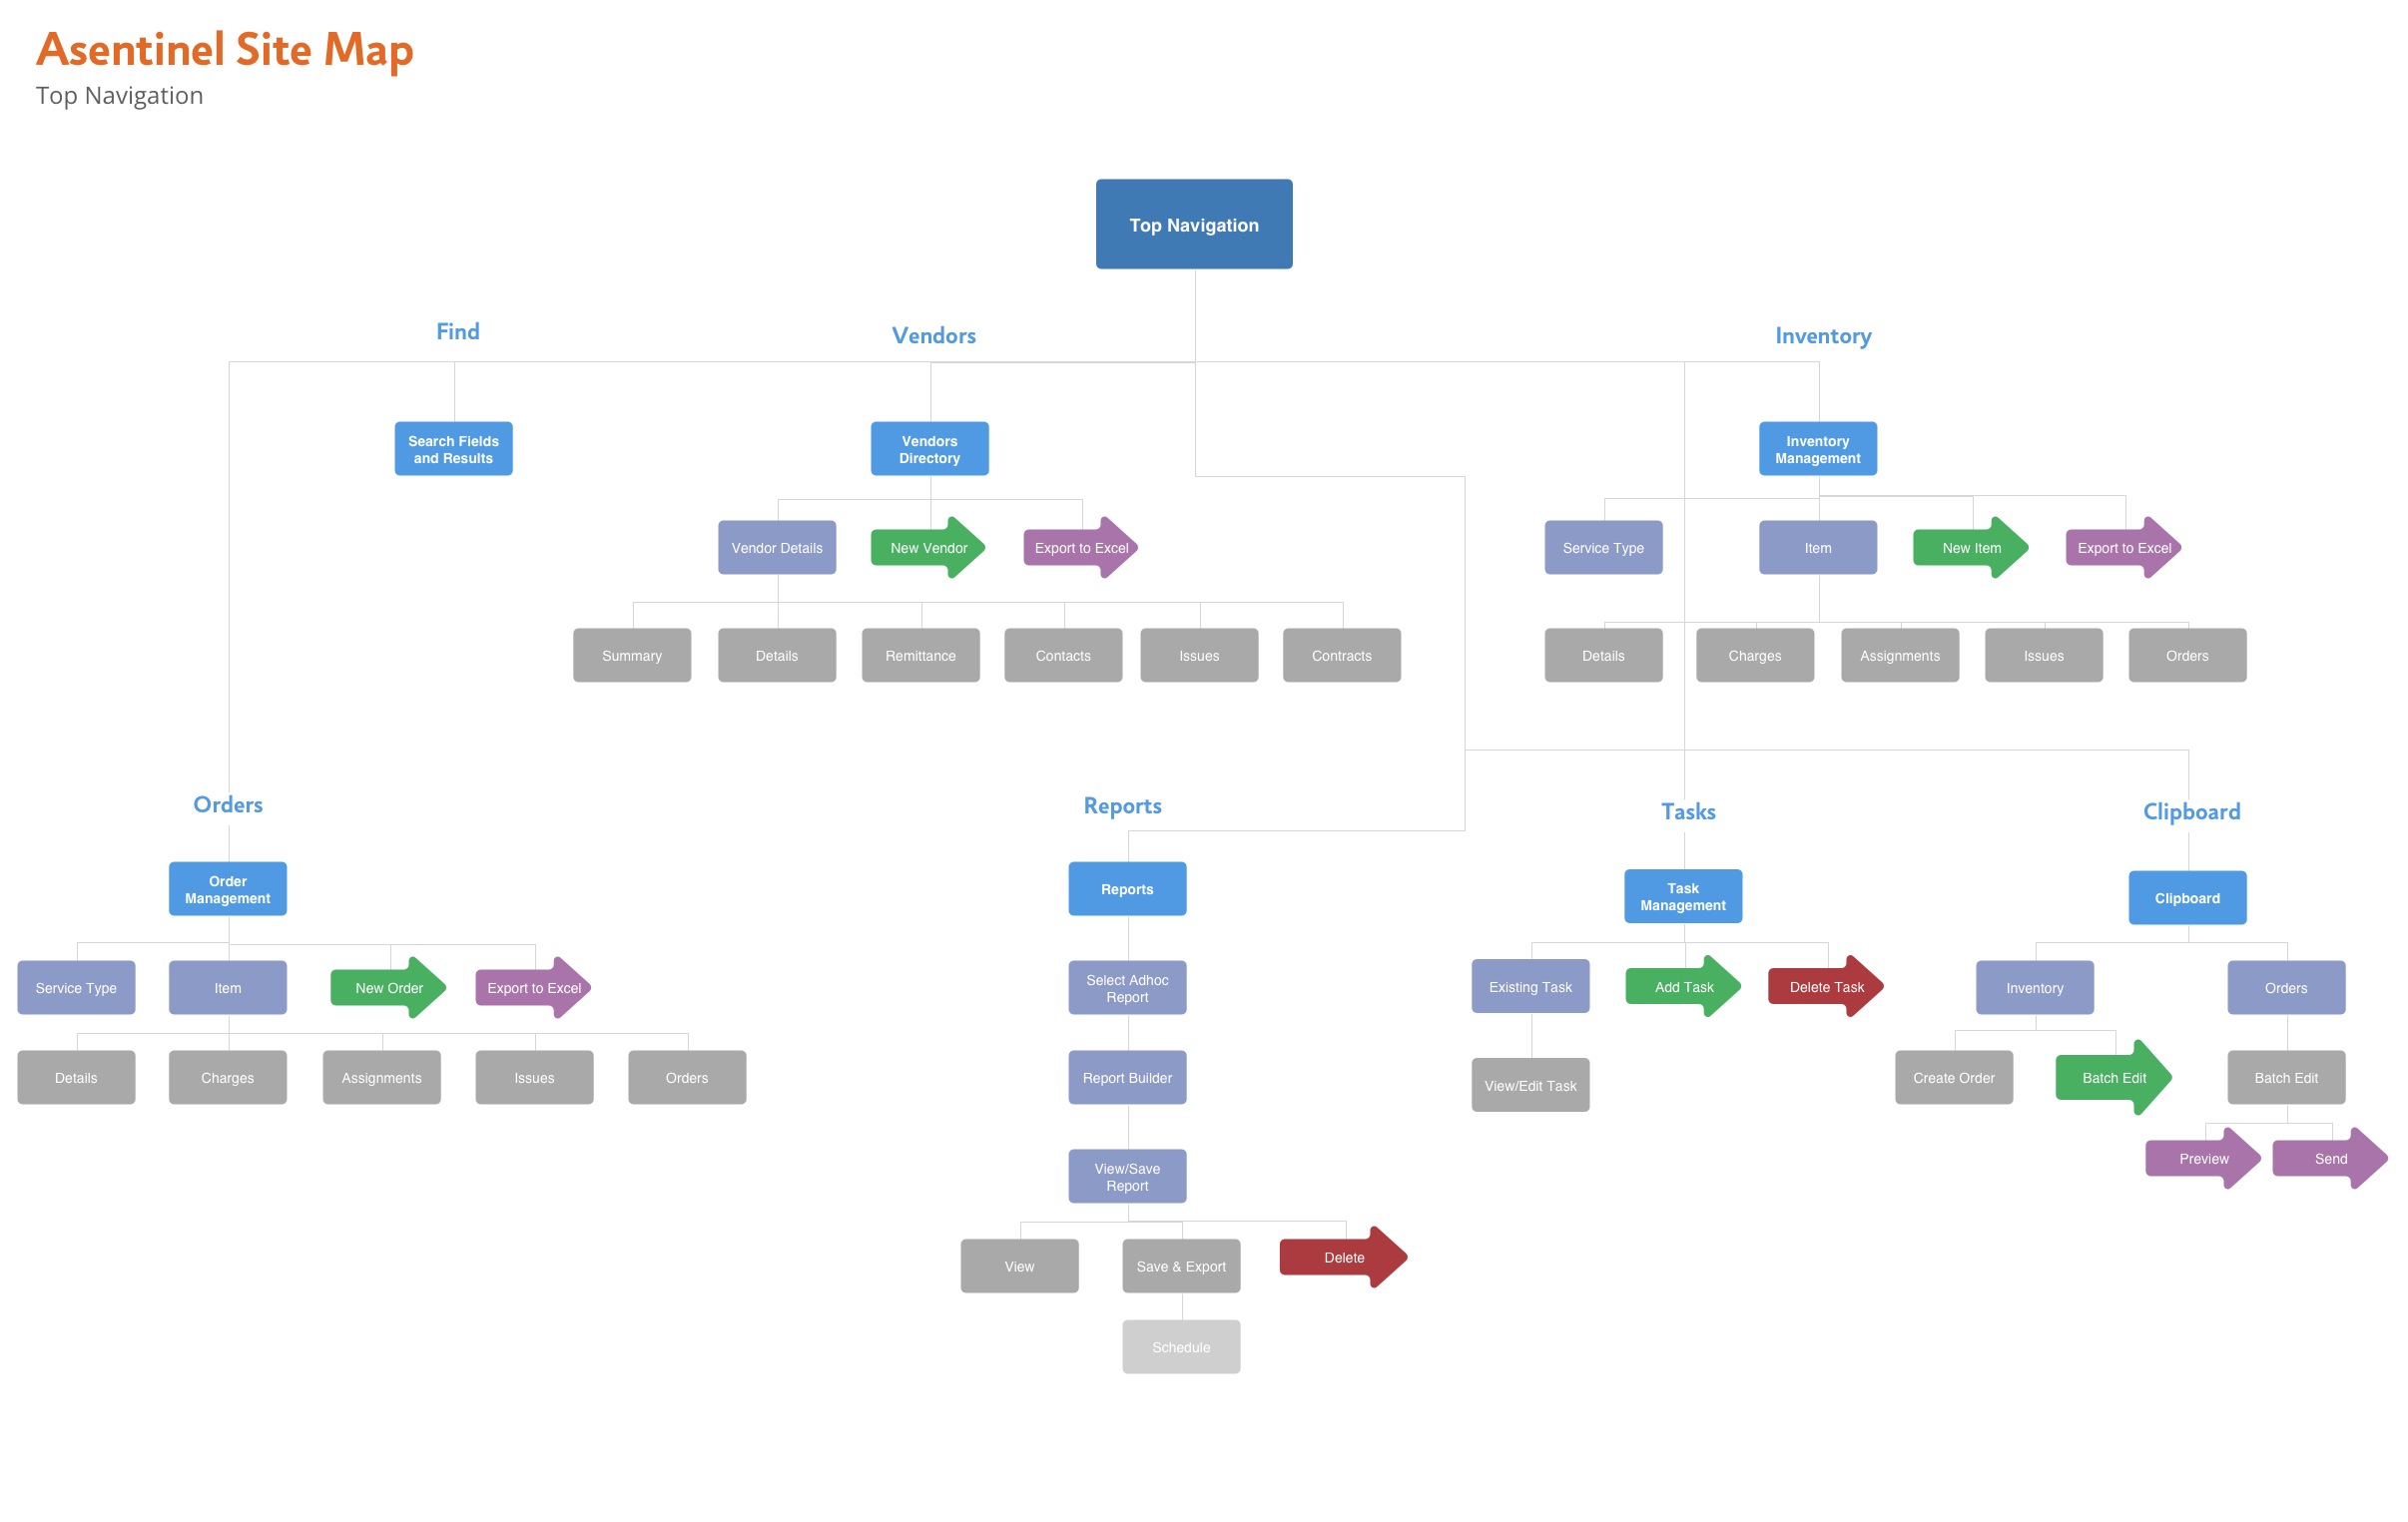 Asentinel Site Map
Top Navigation
Top Navigation
Find
Vendors
Inventory
Search Fields
and Results
Vendors
Directory
Inventory
Management
Vendor Details
New Vendor
Export to Excel
Service Type
Item
New Item
Export to Excel
Summary
Details
Remittance
Contacts
Issues
Contracts
Details
Charges
Assignments
Issues
Orders
Orders
Reports
Tasks
Clipboard
Order
Management
Reports
Task
Management
Clipboard
Service Type
Item
New Order
Export to Excel
Select Adhoc
Report
Existing Task
Add Task
Delete Task
Inventory
Orders
Details
Charges
Assignments
Issues
Orders
Report Builder
View/Edit Task
Create Order
Batch Edit
Batch Edit
View/Save
Report
Preview
Send
View
Save & Export
Delete
Schedule